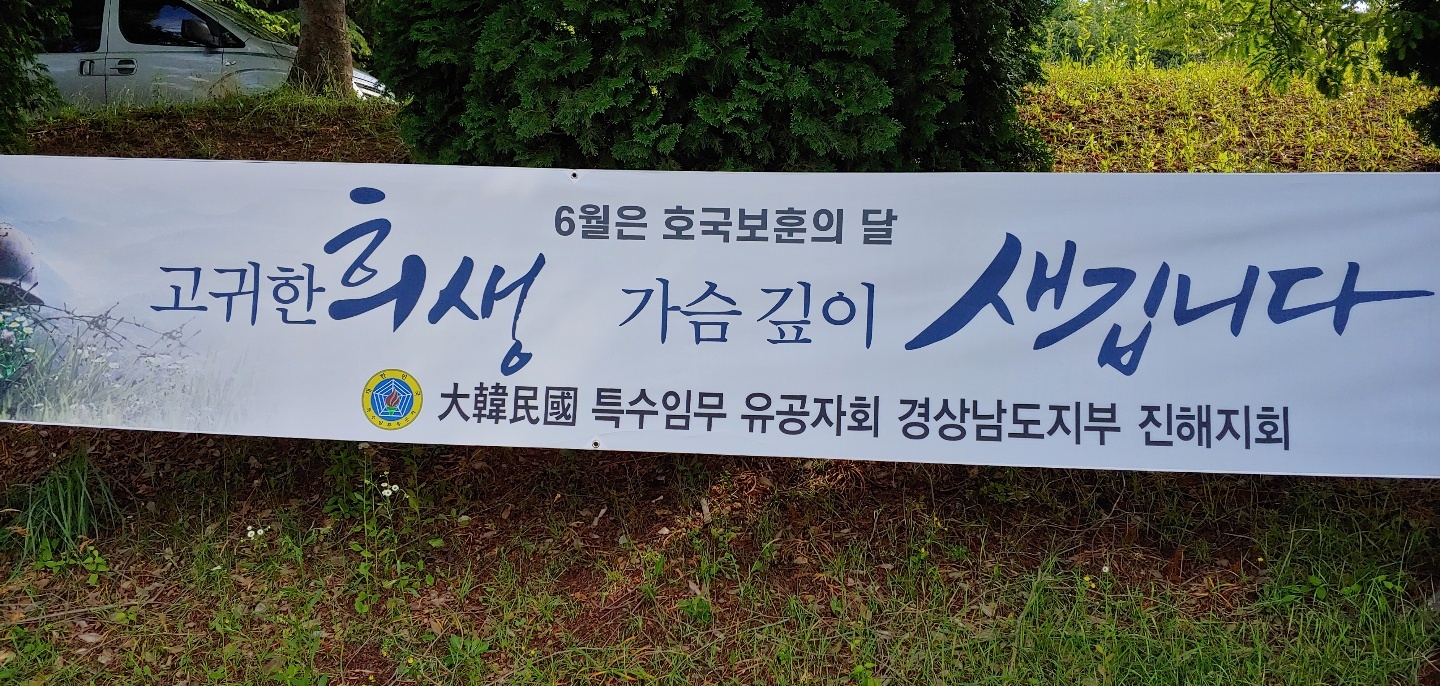 6월은 호국보훈의 달
고귀한 희생 가슴 깊이 새깁니다
大韓民國 특수임무 유공자회 경상남도지부 진해지회